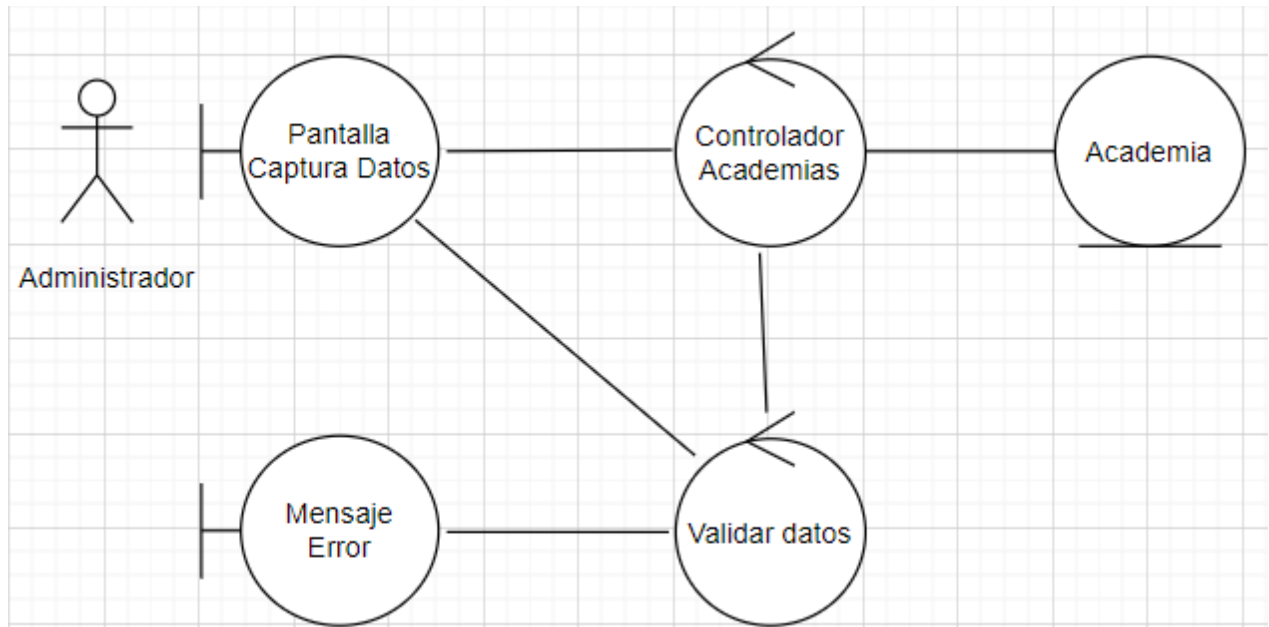 Pantalla
Captura Datos
Controlador
Academias
Academia
Administrador
Mensaje
Error
Validar datos